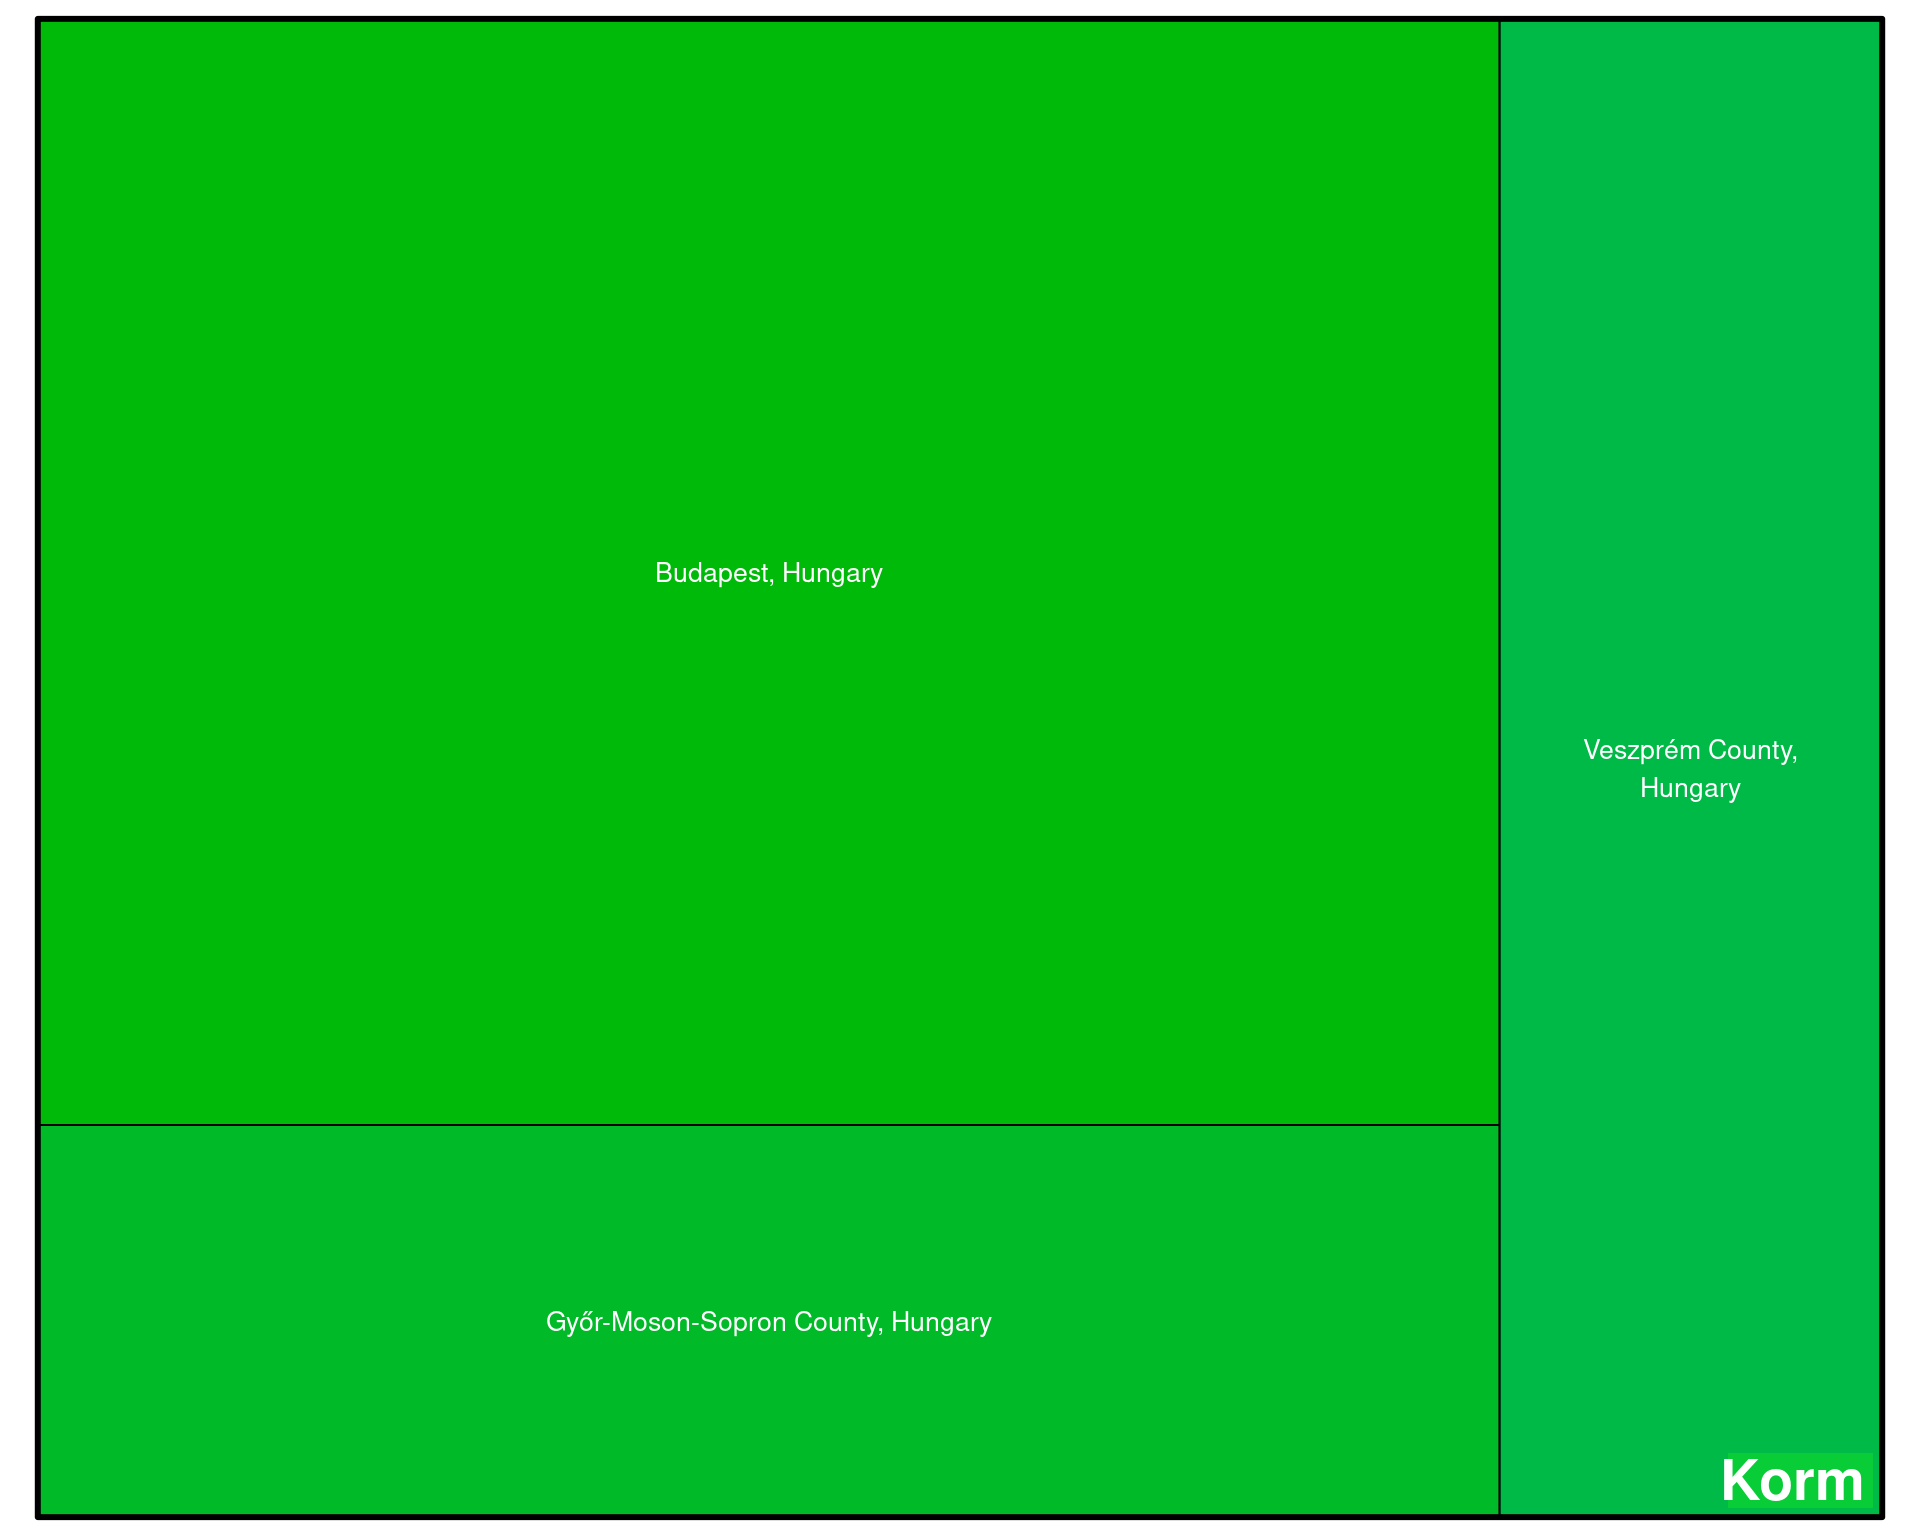 Budapest, Hungary
Veszprém County,
Hungary
Győr-Moson-Sopron County, Hungary
Korm